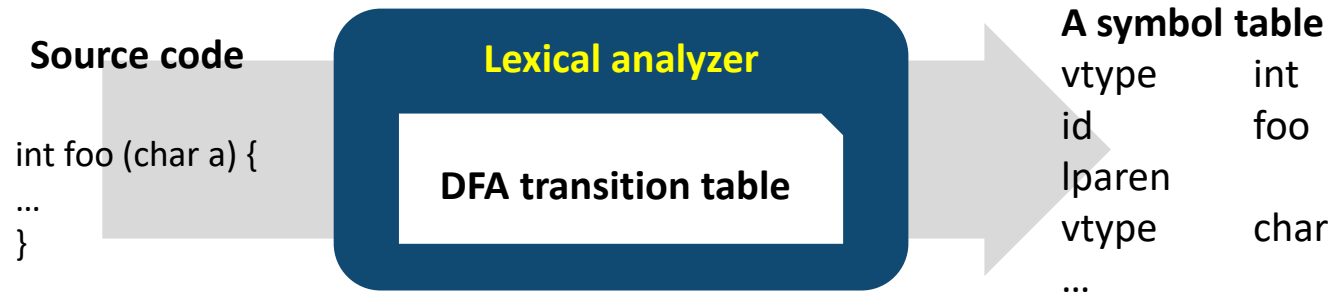 Source code
int foo (char a) {
…
}
Lexical analyzer
DFA transition table
A symbol table
vtype int
id foo
lparen
vtype char
…